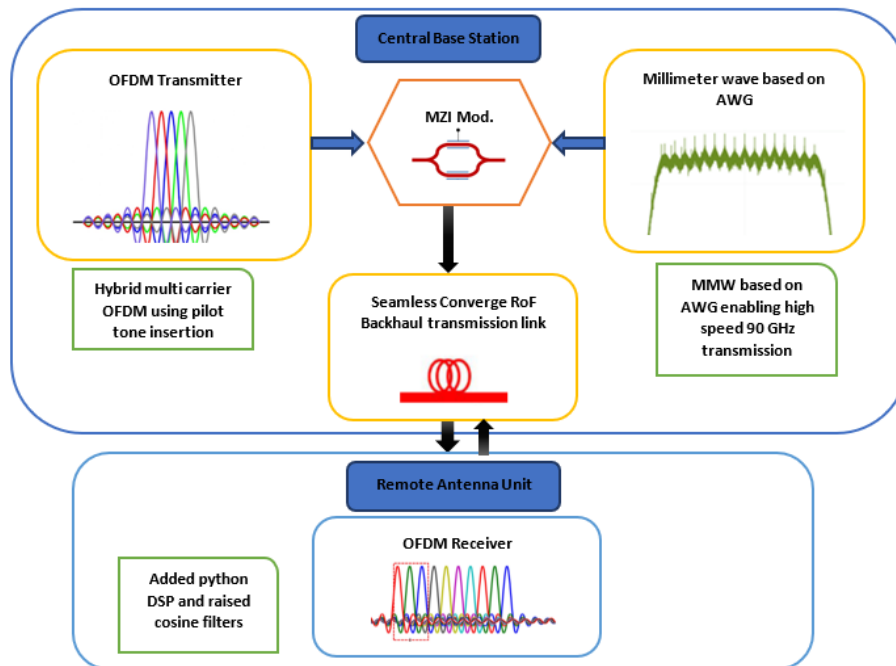 Central Base Station
OFDM Transmitter
MZI Mod.
Millimeter wave based on
AWG
Hybrid multi carrier
OFDM using pilot
tone insertion
Seamless Converge RoF
Backhaul transmission link
MMW based on
AWG enabling high
speed 90 GHz
transmission
Remote Antenna Unit
OFDM Receiver
Added python
DSP and raised
cosine filters